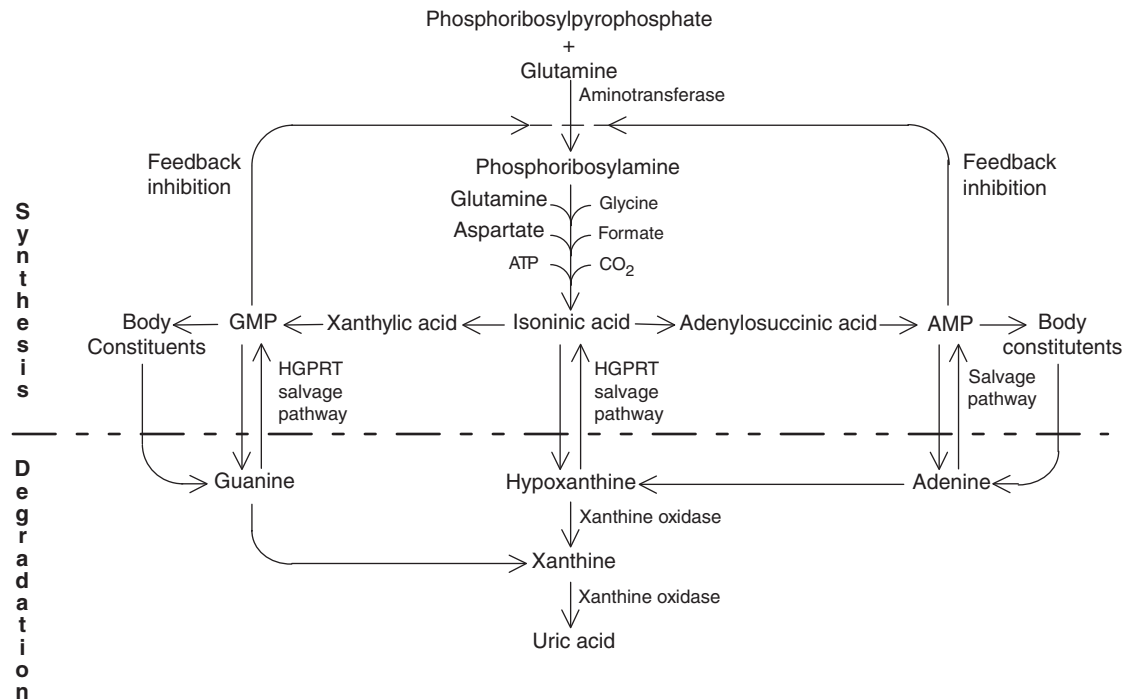 Phosphoribosylpyrophosphate
+
Glutamine
Aminotransferase
Feedback
inhibition
Phosphoribosylamine
Feedback
inhibition
Glutamine
Glycine
Aspartate
Formate
ATP
CO2
Synthesis
Body
Constituents
GMP
Xanthylic acid
Isoninic acid
Adenylosuccinic acid
AMP
Body
constitutents
HGPRT
salvage
pathway
HGPRT
salvage
pathway
Salvage
pathway
Degradation
Guanine
Hypoxanthine
Adenine
Xanthine oxidase
Xanthine
Xanthine oxidase
Uric acid